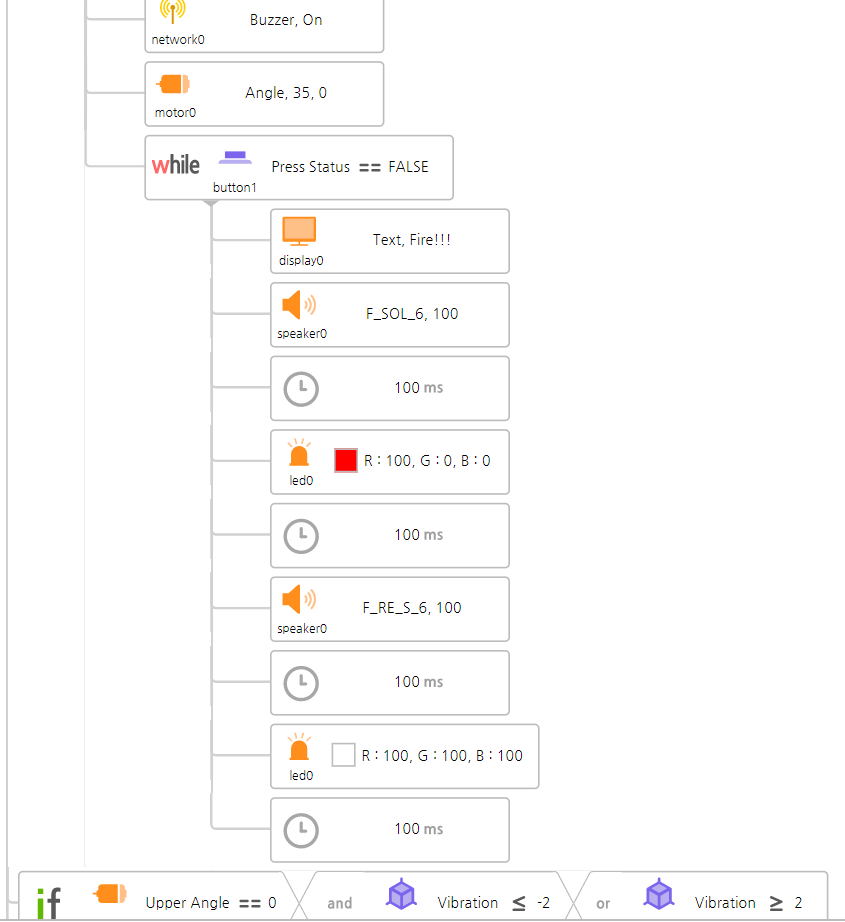 Buzzer, On
network0
Angle, 35, 0
motor0
while Press Status == FALSE
button1
Text, Fire!!!
display0
F_SOL_6, 100
speaker0
100 ms
R : 100, G : 0, B : 0
led0
100 ms
F_RE_S_6, 100
speaker0
100 ms
R : 100, G : 100, B : 100
led0
100 ms
if Upper Angle == 0 and Vibration ≤ -2 or Vibration ≥ 2